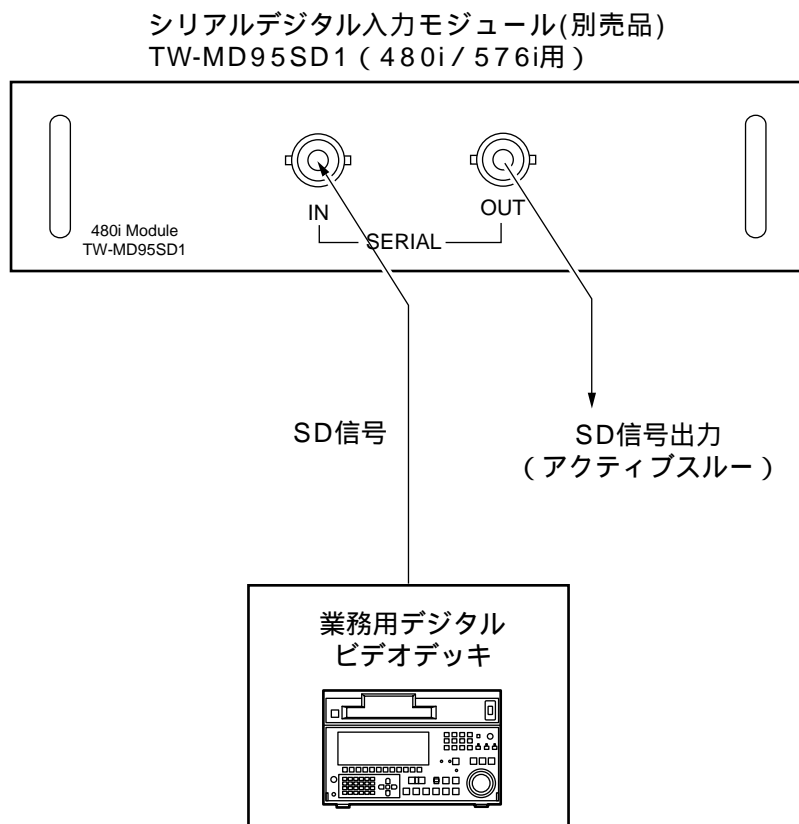 シリアルデジタル入力モジュール(別売品)
TW-MD95SD1（480i/576i用）
IN
OUT
SERIAL
480i Module
TW-MD95SD1
SD信号
SD信号出力
（アクティブスルー）
業務用デジタル
ビデオデッキ